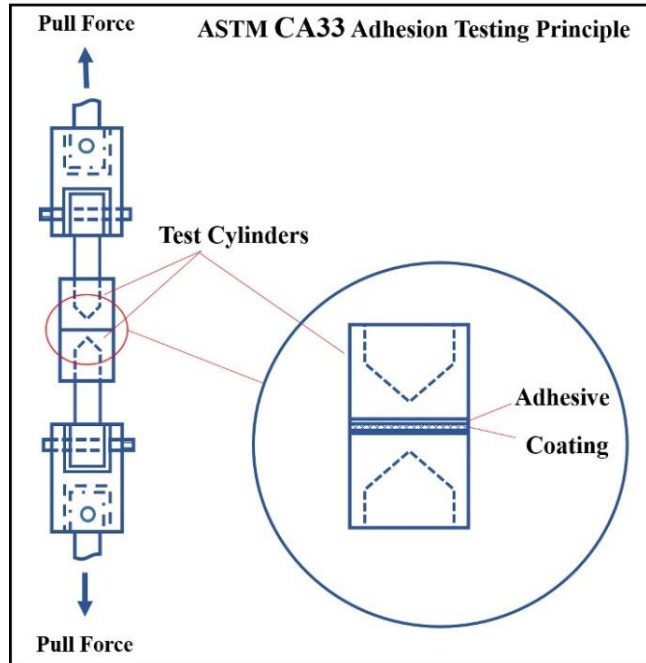 Pull Force
ASTM CA33 Adhesion Testing Principle
Test Cylinders
Adhesive
Coating
Pull Force